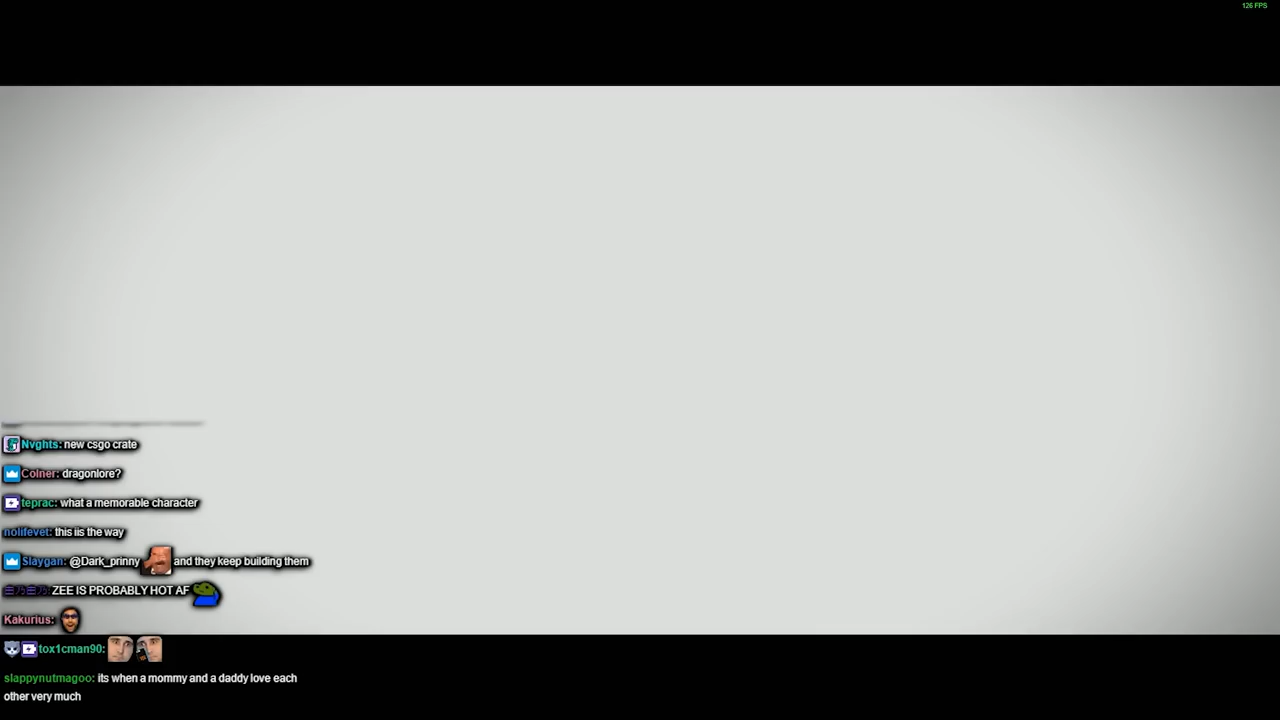 126 FPS
Nvghts: new csgo crate
Colner: dragonlore?
teprac: what a memorable character
nolifevet: this iis the way
Slaygan: @Dark_prinny and they keep building them
ZEE IS PROBABLY HOT AF
Kakurius:
tox1cman90:
slappynutmagoo: its when a mommy and a daddy love each
other very much